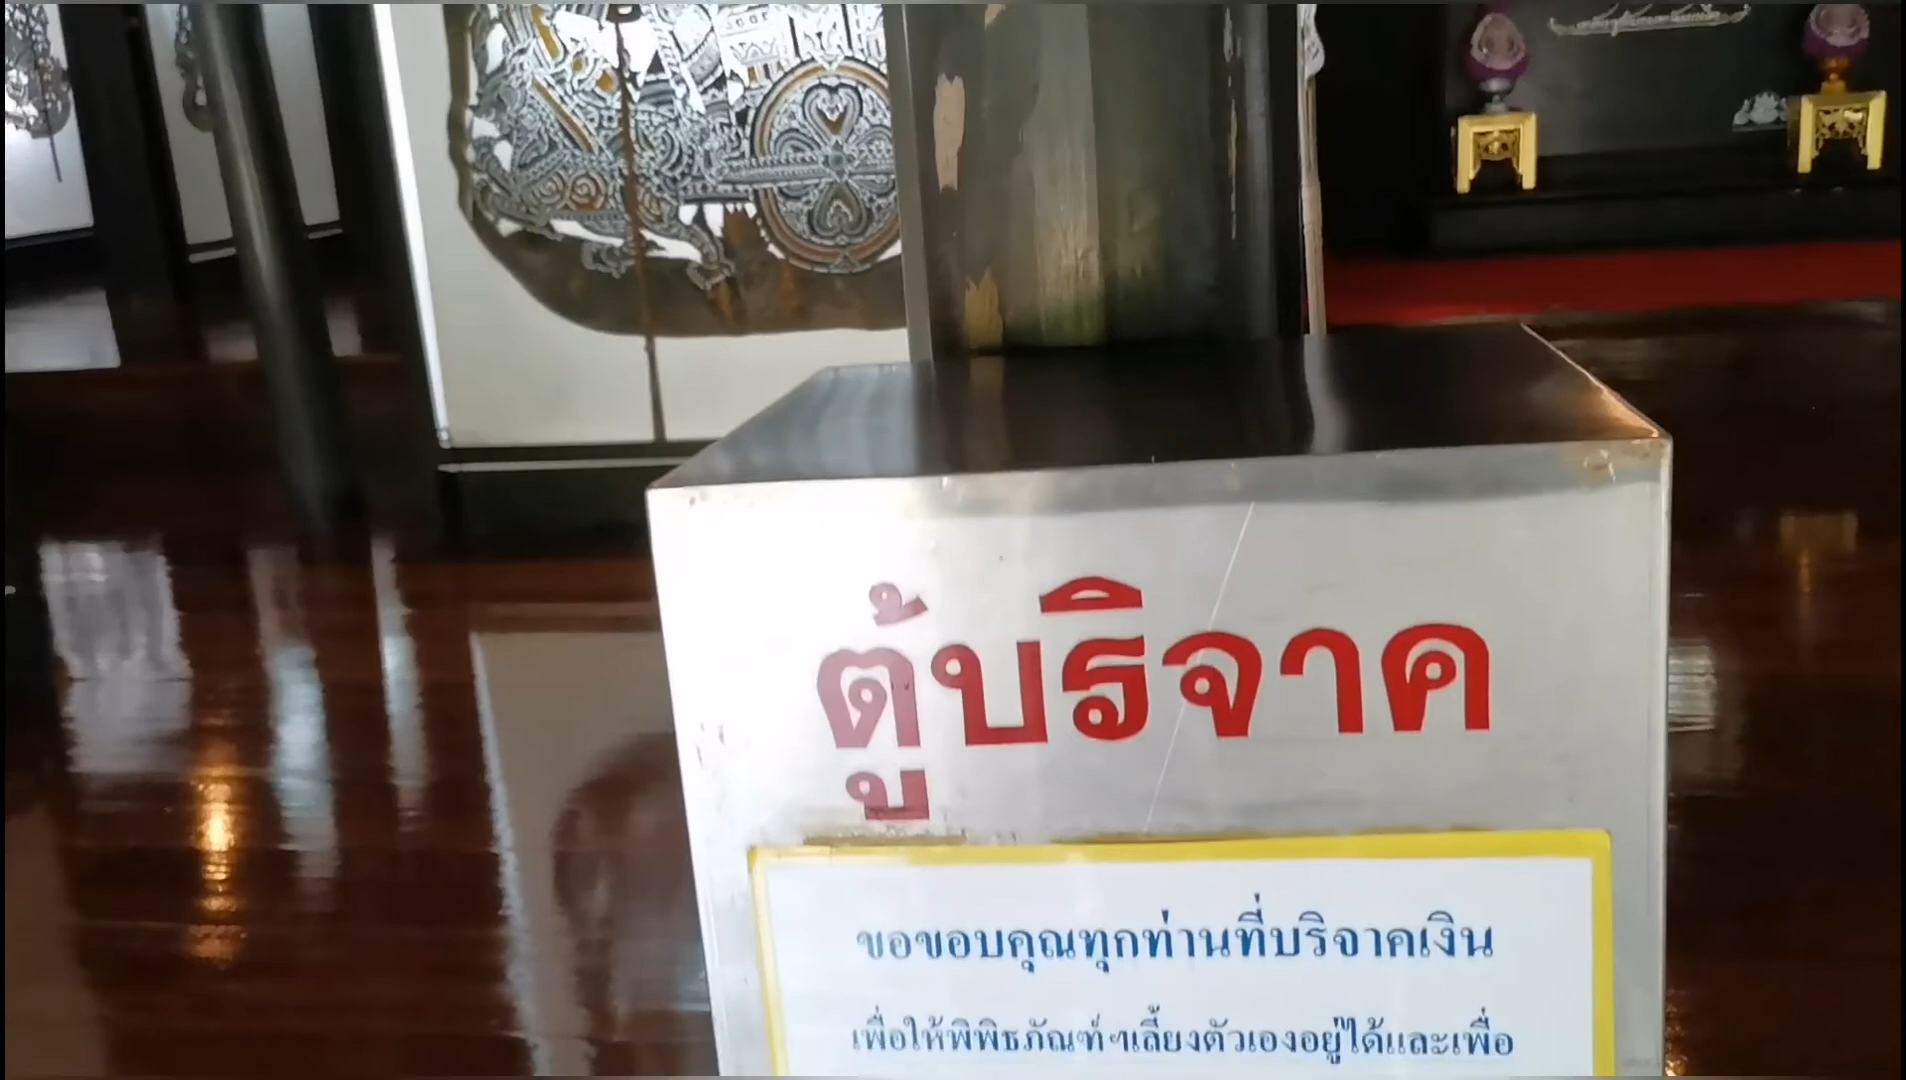 ตู้บริจาค
ขอขอบคุณทุกท่านที่บริจาคเงิน
เพื่อให้พิพิธภัณฑ์ฯเลี้ยงตัวเองอยู่ได้และเพื่อ